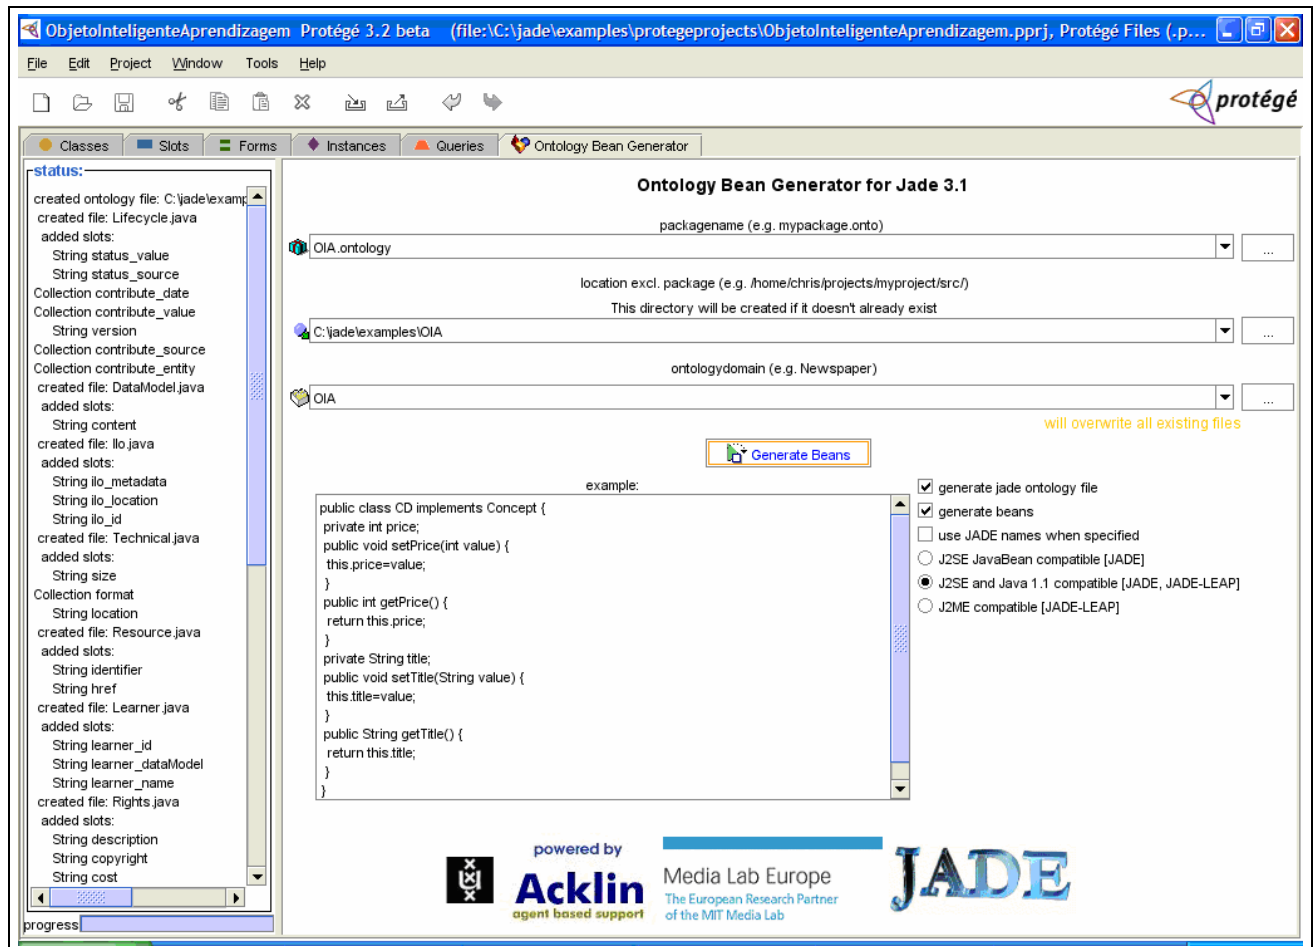 ObjetoInteligenteAprendizagem Protégé 3.2 beta (file:\C:\jade\examples\protegeprojects\ObjetoInteligenteAprendizagem.pprj, Protégé Files (.p...
File Edit Project Window Tools Help
protégé
Classes Slots Forms Instances Queries Ontology Bean Generator
status:
created ontology file: C:\jade\examp
created file: Lifecycle.java
added slots:
String status_value
String status_source
Collection contribute_date
Collection contribute_value
String version
Collection contribute_source
Collection contribute_entity
created file: DataModel.java
added slots:
String content
created file: Ilo.java
added slots:
String ilo_metadata
String ilo_location
String ilo_id
created file: Technical.java
added slots:
String size
Collection format
String location
created file: Resource.java
added slots:
String identifier
String href
created file: Learner.java
added slots:
String learner_id
String learner_dataModel
String learner_name
created file: Rights.java
added slots:
String description
String copyright
String cost
progress
Ontology Bean Generator for Jade 3.1
packagename (e.g. mypackage.onto)
OIA.ontology ...
location excl. package (e.g. /home/chris/projects/myproject/src/)
This directory will be created if it doesn't already exist
C:\jade\examples\OIA ...
ontologydomain (e.g. Newspaper)
OIA ...
will overwrite all existing files
Generate Beans
example:
public class CD implements Concept {
private int price;
public void setPrice(int value) {
this.price=value;
}
public int getPrice() {
return this.price;
}
private String title;
public void setTitle(String value) {
this.title=value;
}
public String getTitle() {
return this.title;
}
}
generate jade ontology file
generate beans
use JADE names when specified
J2SE JavaBean compatible [JADE]
J2SE and Java 1.1 compatible [JADE, JADE-LEAP]
J2ME compatible [JADE-LEAP]
powered by
Acklin
agent based support
Media Lab Europe
The European Research Partner
of the MIT Media Lab
JADE